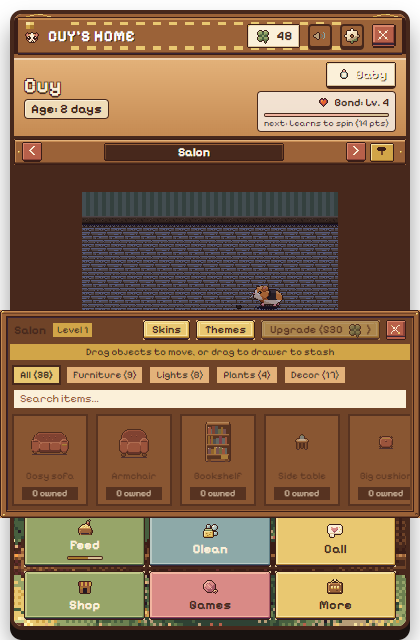 GUY'S HOME
48
Guy
Baby
Age: 2 days
Bond: Lv. 4
next: learns to spin (14 pts)
Salon
Salon
Level 1
Skins
Themes
Upgrade (530 )
Drag objects to move, or drag to drawer to stash
All (38)
Furniture (9)
Lights (8)
Plants (4)
Decor (17)
Search items...
Cosy sofa
Armchair
Bookshelf
Side table
Big cushion
0 owned
0 owned
0 owned
0 owned
0 owned
Feed
Clean
Call
Shop
Games
More